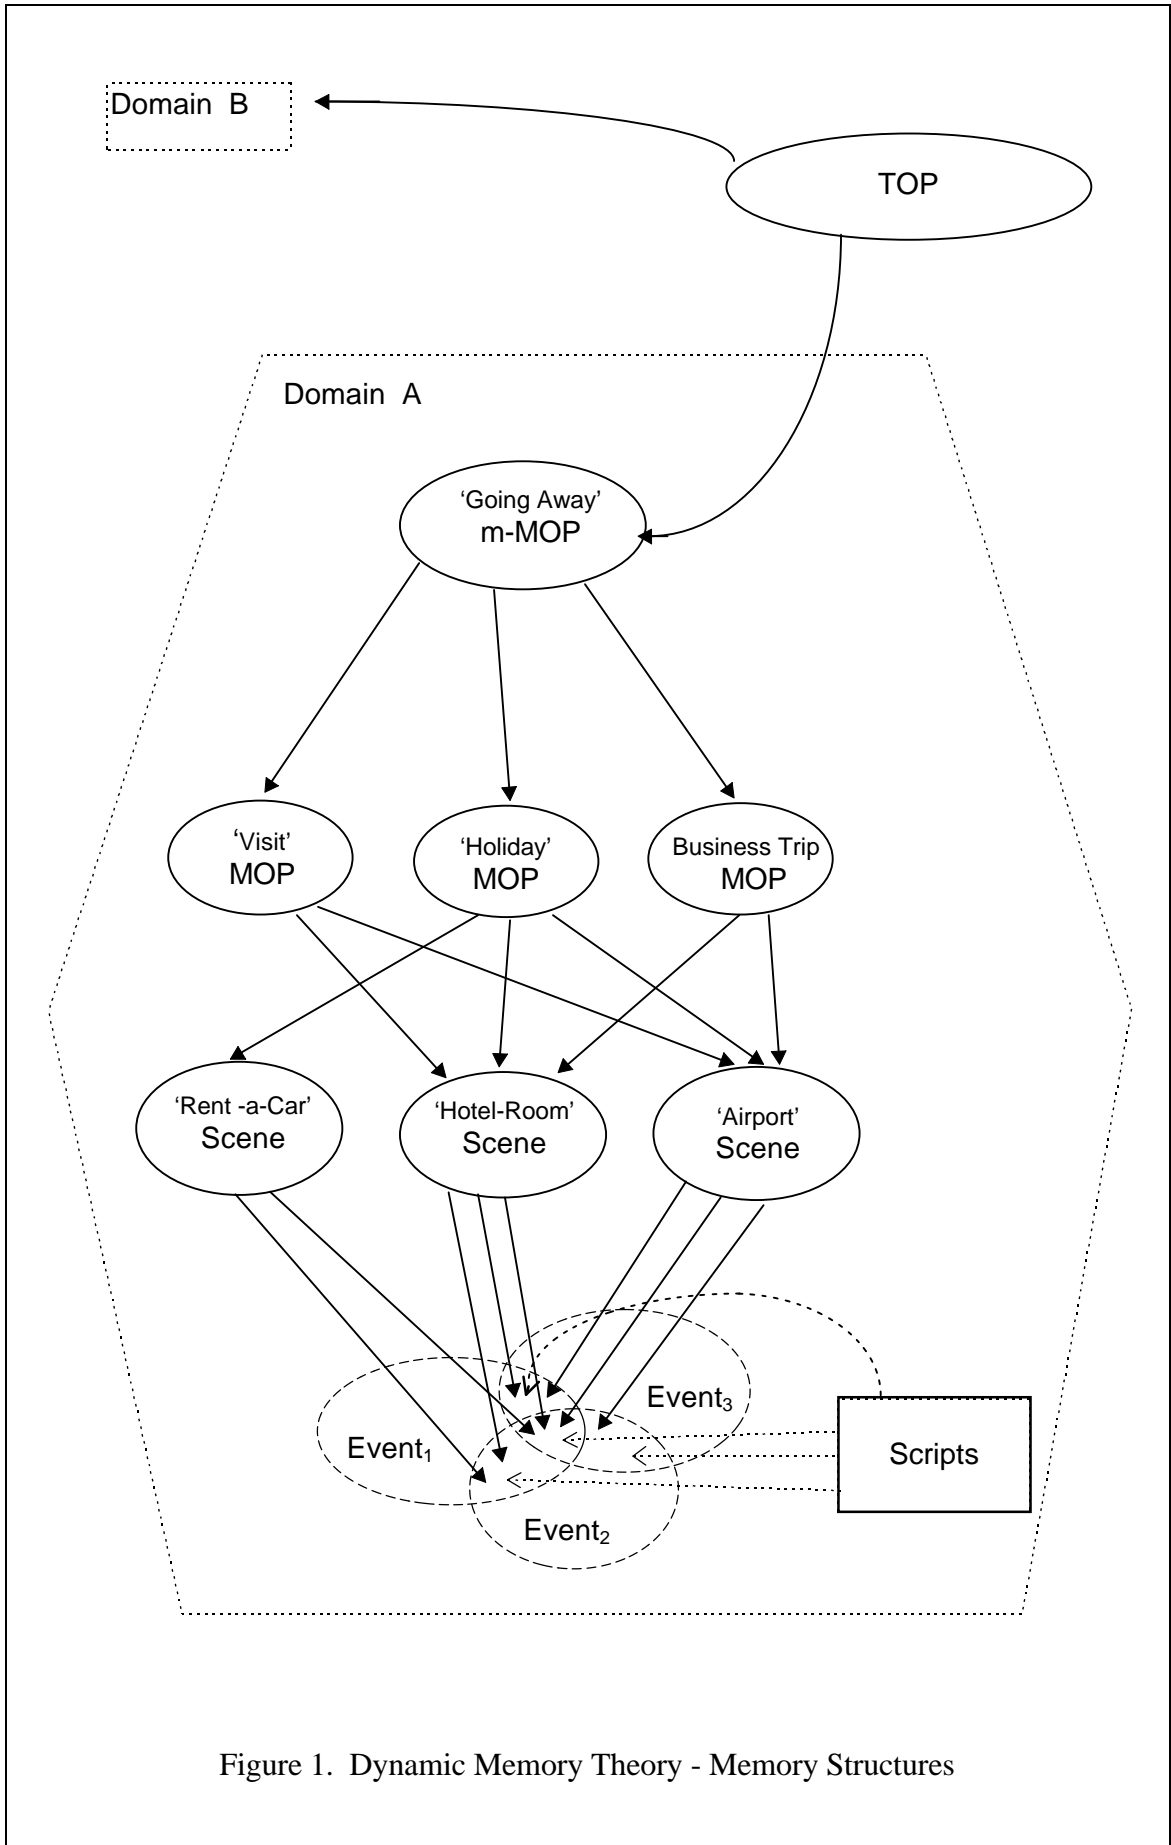 Domain B
TOP
Domain A
‘Going Away’
m-MOP
‘Visit’
MOP
‘Holiday’
MOP
Business Trip
MOP
‘Rent -a-Car’
Scene
‘Hotel-Room’
Scene
‘Airport’
Scene
Event3
Event1
Scripts
Event2
Figure 1. Dynamic Memory Theory - Memory Structures